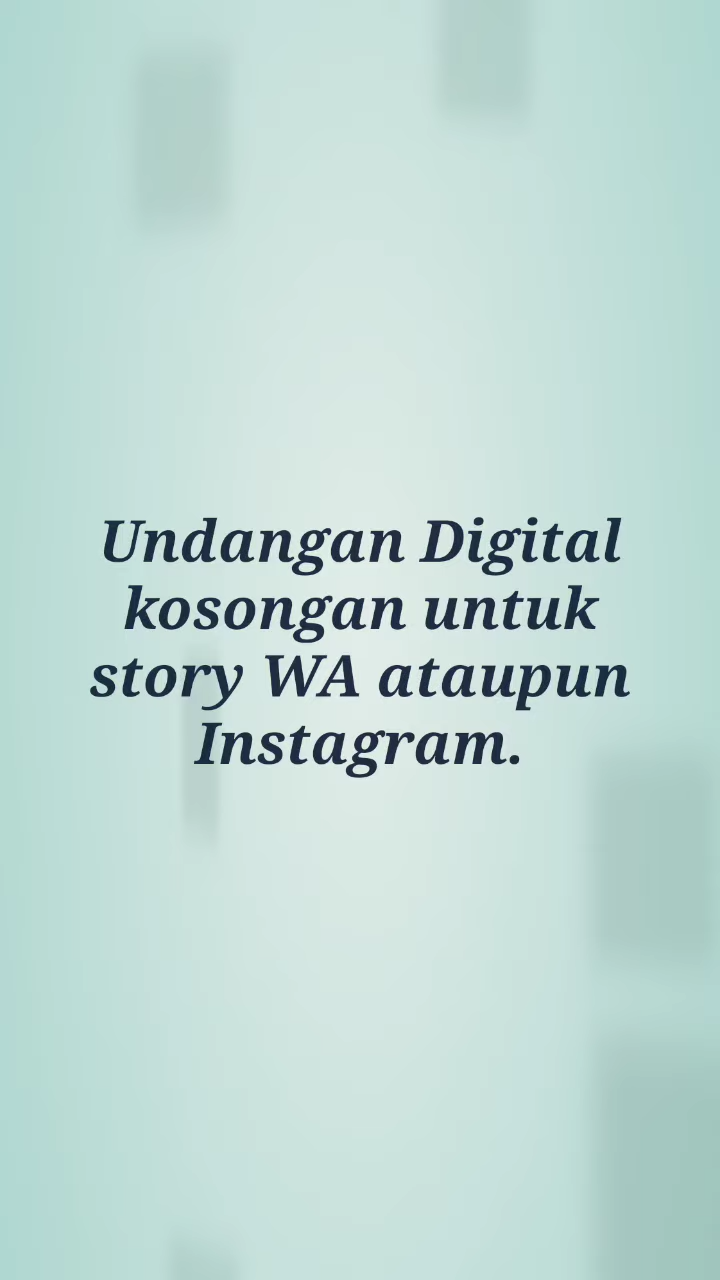 Undangan Digital
kosongan untuk
story WA ataupun
Instagram.